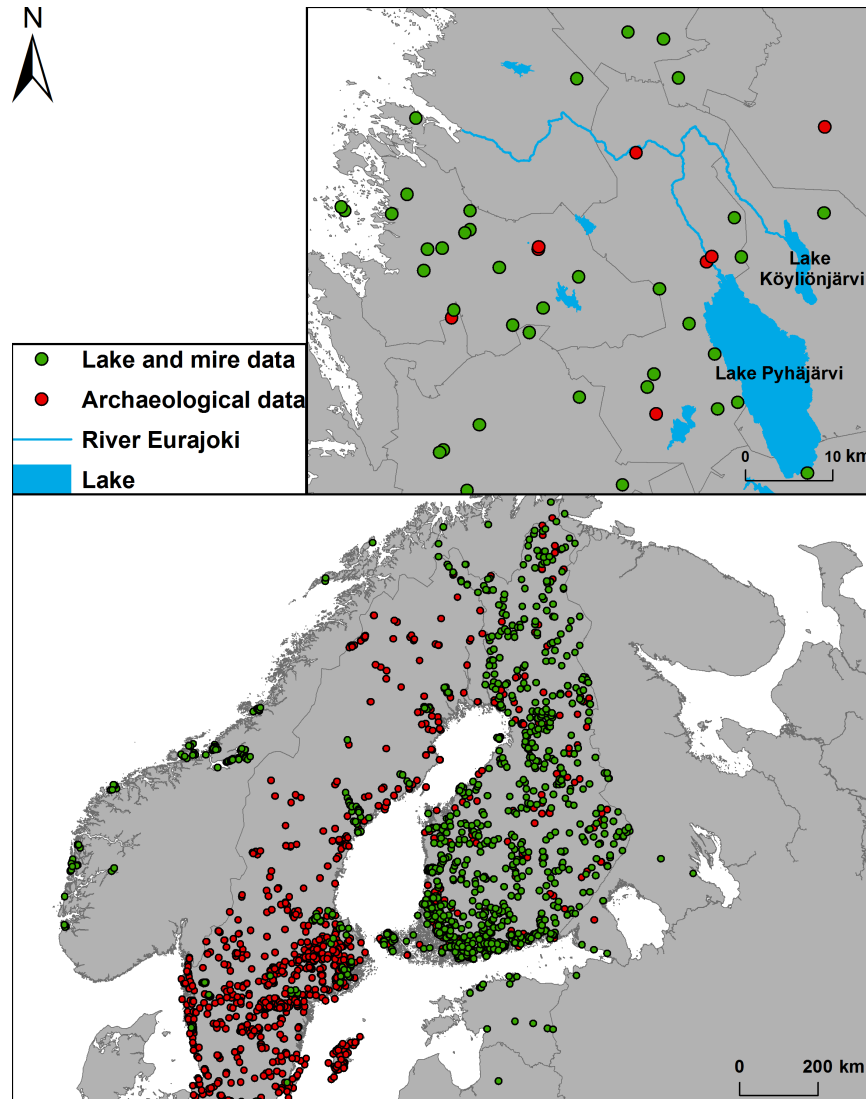 N
Lake
Köyliönjärvi
Lake Pyhäjärvi
0 10 km
Lake and mire data
Archaeological data
River Eurajoki
Lake
0 200 km